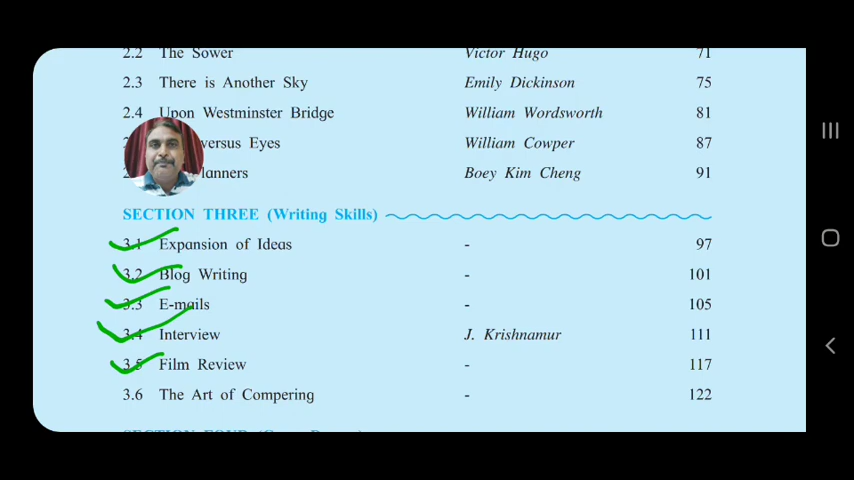 2.2 The Sower Victor Hugo 71
2.3 There is Another Sky Emily Dickinson 75
2.4 Upon Westminster Bridge William Wordsworth 81
versus Eyes William Cowper 87
lanners Boey Kim Cheng 91
SECTION THREE (Writing Skills)
3.1 Expansion of Ideas - 97
3.2 Blog Writing - 101
3.3 E-mails - 105
3.4 Interview J. Krishnamur 111
3.5 Film Review - 117
3.6 The Art of Compering - 122